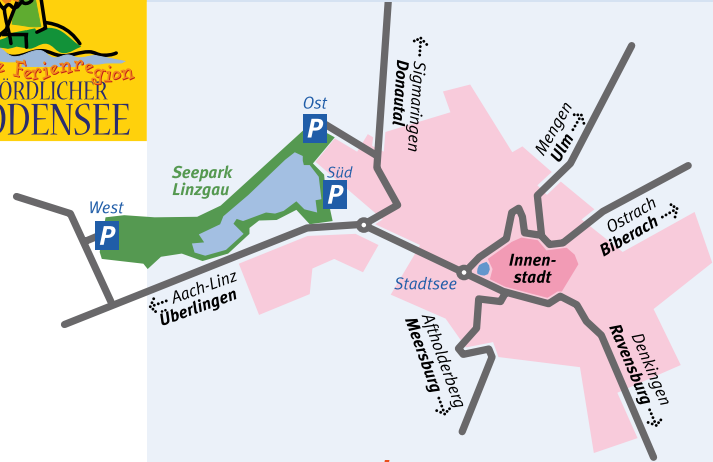 Ferienregion
ÖRDLICHER
ODENSEE
Ost
P
Seepark
Linzgau
Süd
P
West
P
Sigmaringen
Donautal
Mengen
Ulm
Ostrach
Biberach
Innen-
stadt
Stadtsee
Aach-Linz
Überlingen
Aftholderberg
Meersburg
Denkingen
Ravensburg